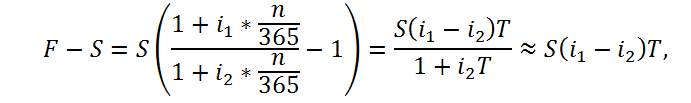 F − S = S((1 + i₁ * n/365)/(1 + i₂ * n/365) − 1) = S(i₁ − i₂)T/(1 + i₂T) ≈ S(i₁ − i₂)T,